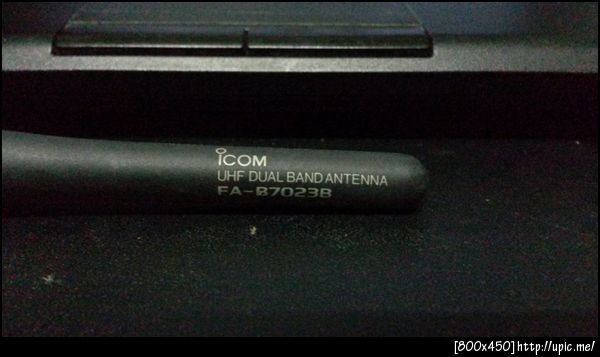 iCOM
UHF DUAL BAND ANTENNA
FA-B7023B
[800x450]http://upic.me/